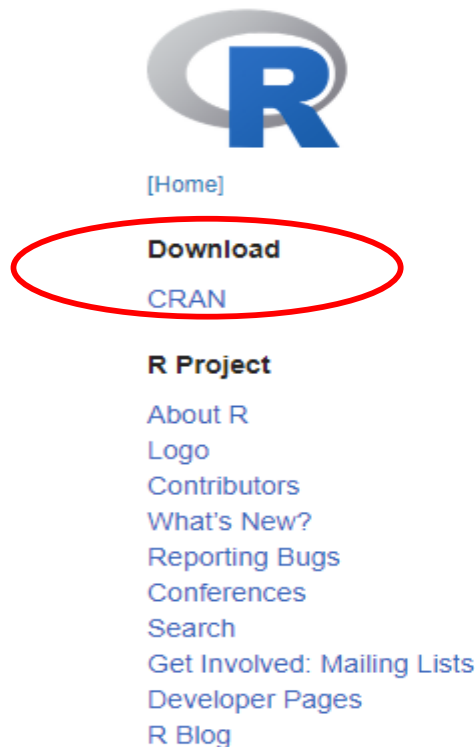 R
[Home]
Download
CRAN
R Project
About R
Logo
Contributors
What's New?
Reporting Bugs
Conferences
Search
Get Involved: Mailing Lists
Developer Pages
R Blog